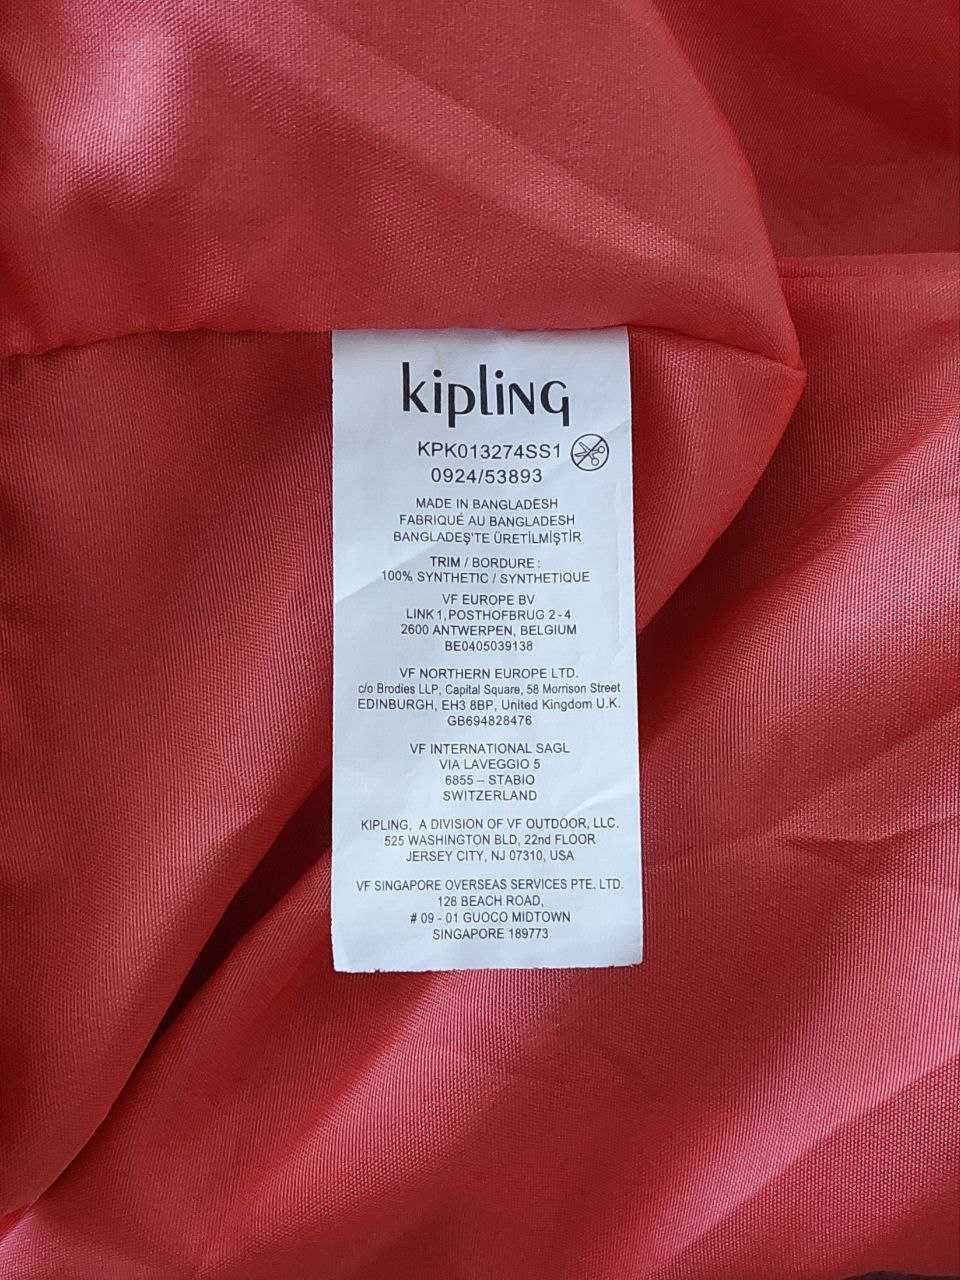 kipling
KPK013274SS1
0924/53893
MADE IN BANGLADESH
FABRIQUÉ AU BANGLADESH
BANGLADEŞ'TE ÜRETİLMİŞTİR
TRIM / BORDURE :
100% SYNTHETIC / SYNTHETIQUE
VF EUROPE BV
LINK 1, POSTHOFBRUG 2 - 4
2600 ANTWERPEN, BELGIUM
BE0405039138
VF NORTHERN EUROPE LTD.
c/o Brodies LLP, Capital Square, 58 Morrison Street
EDINBURGH, EH3 8BP, United Kingdom U.K.
GB694828476
VF INTERNATIONAL SAGL
VIA LAVEGGIO 5
6855 – STABIO
SWITZERLAND
KIPLING, A DIVISION OF VF OUTDOOR, LLC.
525 WASHINGTON BLD, 22nd FLOOR
JERSEY CITY, NJ 07310, USA
VF SINGAPORE OVERSEAS SERVICES PTE. LTD.
128 BEACH ROAD,
# 09 - 01 GUOCO MIDTOWN
SINGAPORE 189773